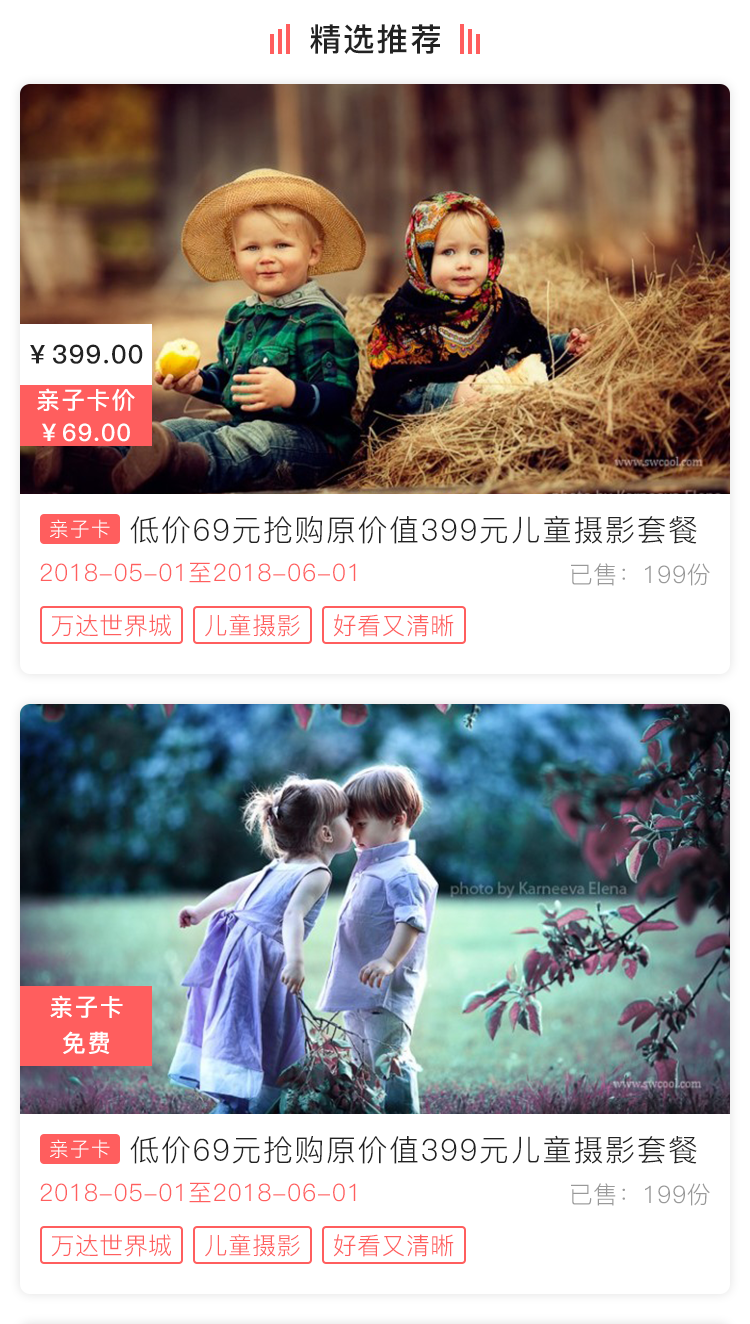 精选推荐
¥399.00
亲子卡价
¥69.00
www.swcool.com
亲子卡 低价69元抢购原价值399元儿童摄影套餐
2018-05-01至2018-06-01 已售：199份
万达世界城 儿童摄影 好看又清晰
photo by Karneeva Elena
亲子卡
免费
www.swcool.com
亲子卡 低价69元抢购原价值399元儿童摄影套餐
2018-05-01至2018-06-01 已售：199份
万达世界城 儿童摄影 好看又清晰